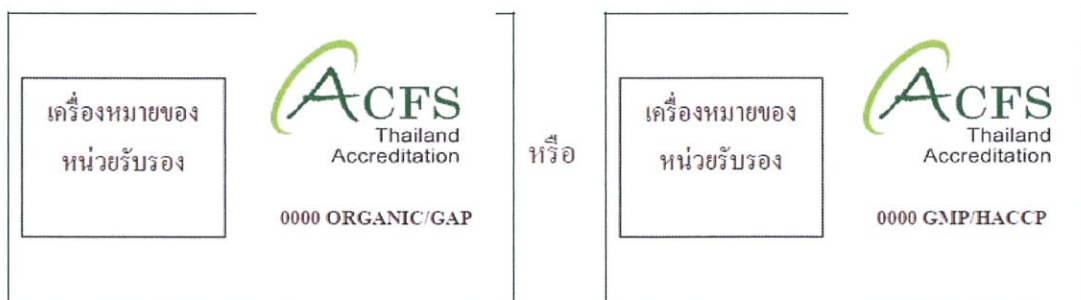 เครื่องหมายของ
หน่วยรับรอง
ACFS
Thailand
Accreditation
0000 ORGANIC/GAP
หรือ
เครื่องหมายของ
หน่วยรับรอง
ACFS
Thailand
Accreditation
0000 GMP/HACCP